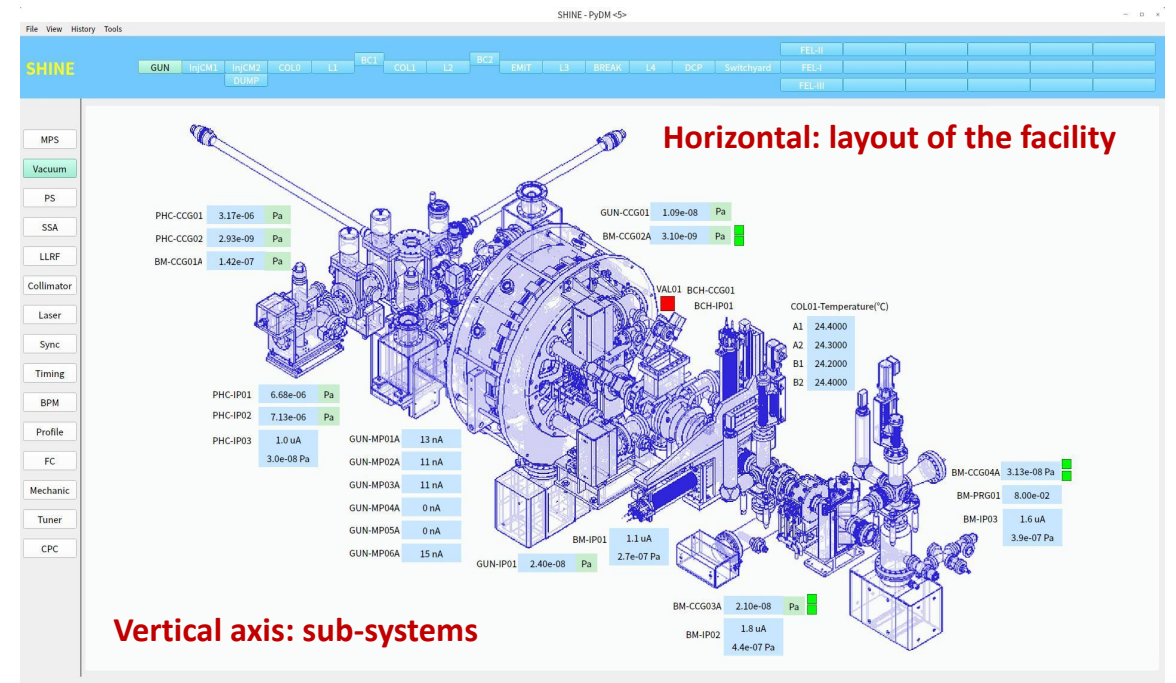 SHINE - PyDM <5>
File View History Tools
SHINE
GUN InjCM1 InjCM2 COL0 L1 BC1 COL1 L2 BC2 EMIT L3 BREAK L4 DCP Switchyard
DUMP
FEL-II
FEL-I
FEL-III
MPS
Vacuum
PS
SSA
LLRF
Collimator
Laser
Sync
Timing
BPM
Profile
FC
Mechanic
Tuner
CPC
Horizontal: layout of the facility
PHC-CCG01 3.17e-06 Pa
PHC-CCG02 2.93e-09 Pa
BM-CCG01A 1.42e-07 Pa
GUN-CCG01 1.09e-08 Pa
BM-CCG02A 3.10e-09 Pa
VAL01 BCH-CCG01
BCH-IP01
COL01-Temperature(℃)
A1 24.4000
A2 24.3000
B1 24.2000
B2 24.4000
PHC-IP01 6.68e-06 Pa
PHC-IP02 7.13e-06 Pa
PHC-IP03 1.0 uA
3.0e-08 Pa
GUN-MP01A 13 nA
GUN-MP02A 11 nA
GUN-MP03A 11 nA
GUN-MP04A 0 nA
GUN-MP05A 0 nA
GUN-MP06A 15 nA
GUN-IP01 2.40e-08 Pa
BM-IP01 1.1 uA
2.7e-07 Pa
BM-CCG04A 3.13e-08 Pa
BM-PRG01 8.00e-02
BM-IP03 1.6 uA
3.9e-07 Pa
BM-CCG03A 2.10e-08 Pa
BM-IP02 1.8 uA
4.4e-07 Pa
Vertical axis: sub-systems